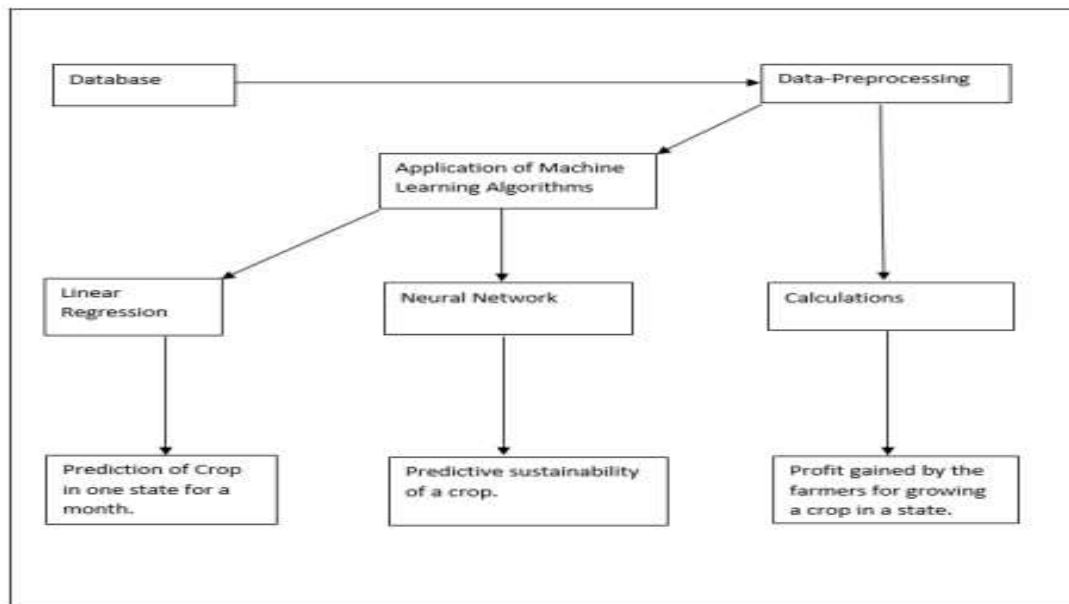 Database
Data-Preprocessing
Application of Machine
Learning Algorithms
Linear
Regression
Neural Network
Calculations
Prediction of Crop
in one state for a
month.
Predictive sustainability
of a crop.
Profit gained by the
farmers for growing
a crop in a state.